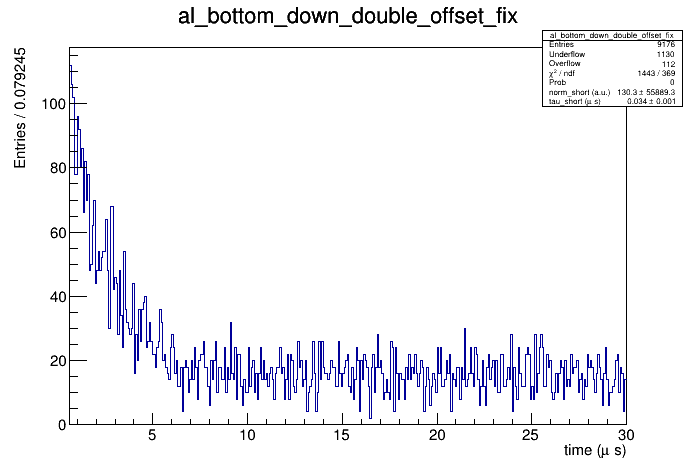 al_bottom_down_double_offset_fix
al_bottom_down_double_offset_fix
Entries 9176
Underflow 1130
Overflow 112
χ² / ndf 1443 / 369
Prob 0
norm_short (a.u.) 130.3 ± 55889.3
tau_short (μ s) 0.034 ± 0.001
Entries / 0.079245
100
80
60
40
20
0
5 10 15 20 25 30
time (μ s)